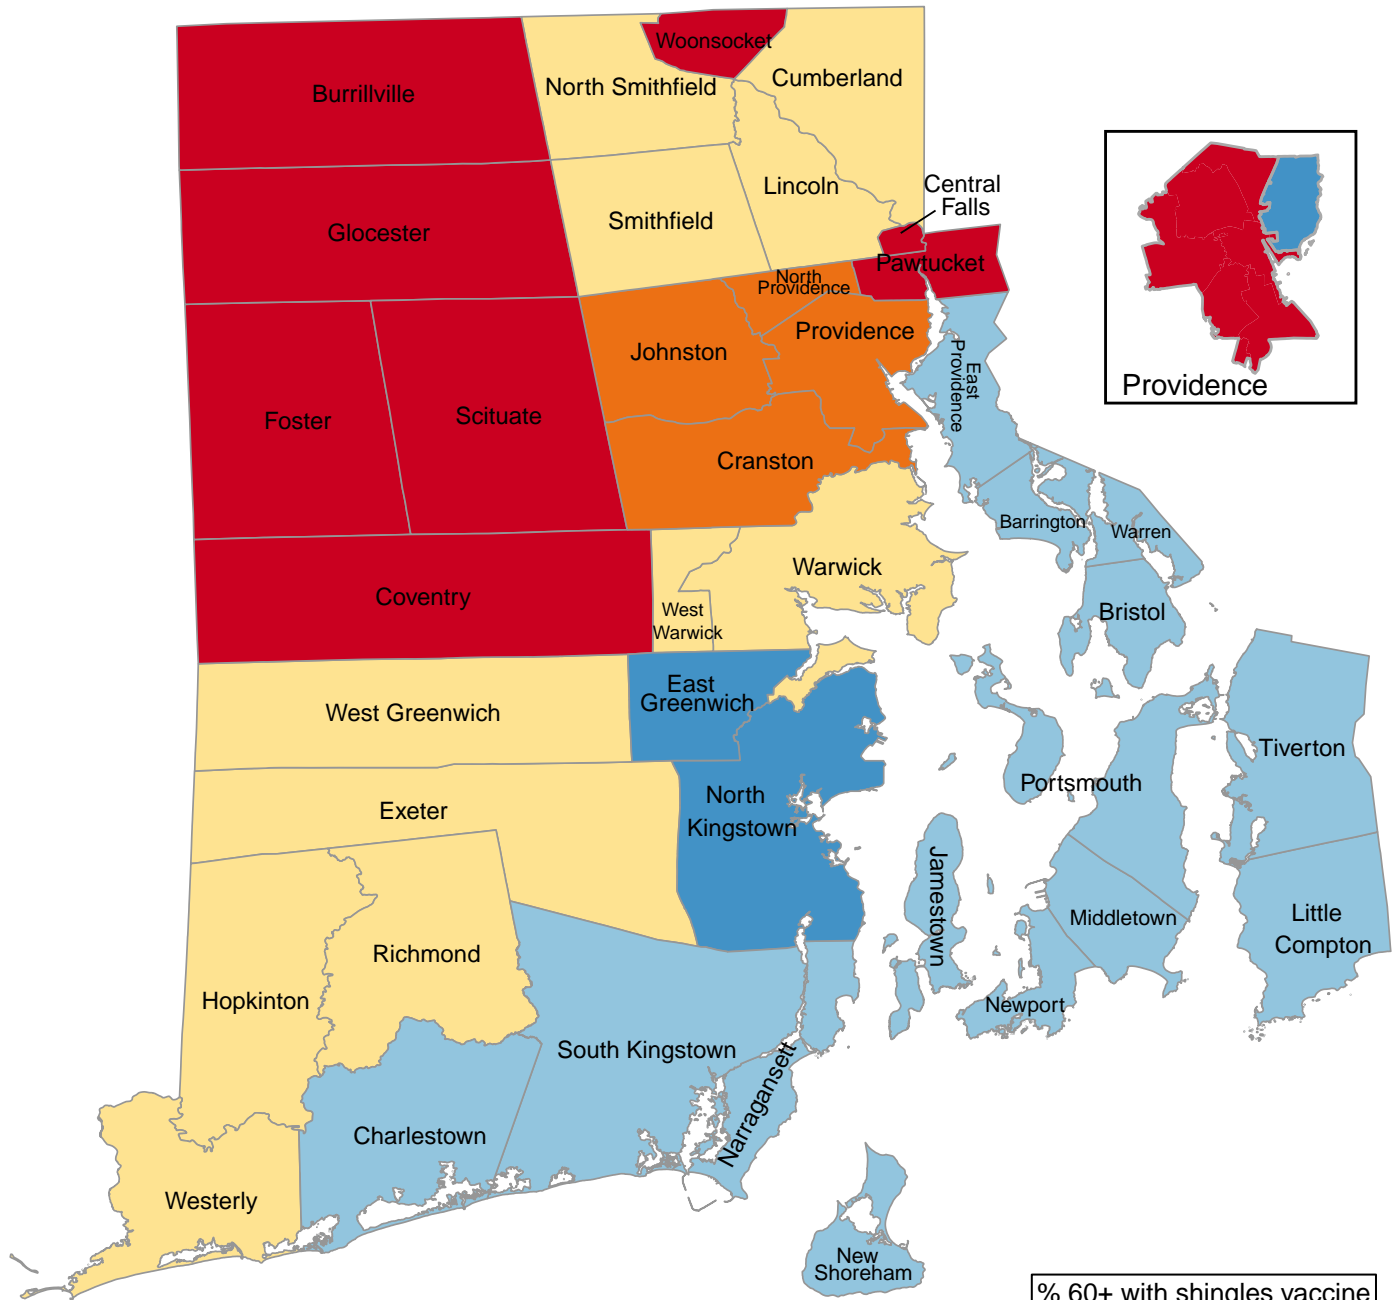 Woonsocket
Cumberland
North Smithfield
Burrillville
Lincoln
Central
Falls
Smithfield
Glocester
Pawtucket
North
Providence
Providence
Johnston
East
Providence
Providence
Foster
Scituate
Cranston
Barrington
Warren
Warwick
Coventry
West
Warwick
Bristol
East
Greenwich
West Greenwich
Tiverton
Portsmouth
North
Kingstown
Exeter
Jamestown
Middletown
Little
Compton
Richmond
Hopkinton
Newport
South Kingstown
Narragansett
Charlestown
Westerly
New
Shoreham
% 60+ with shingles vaccine